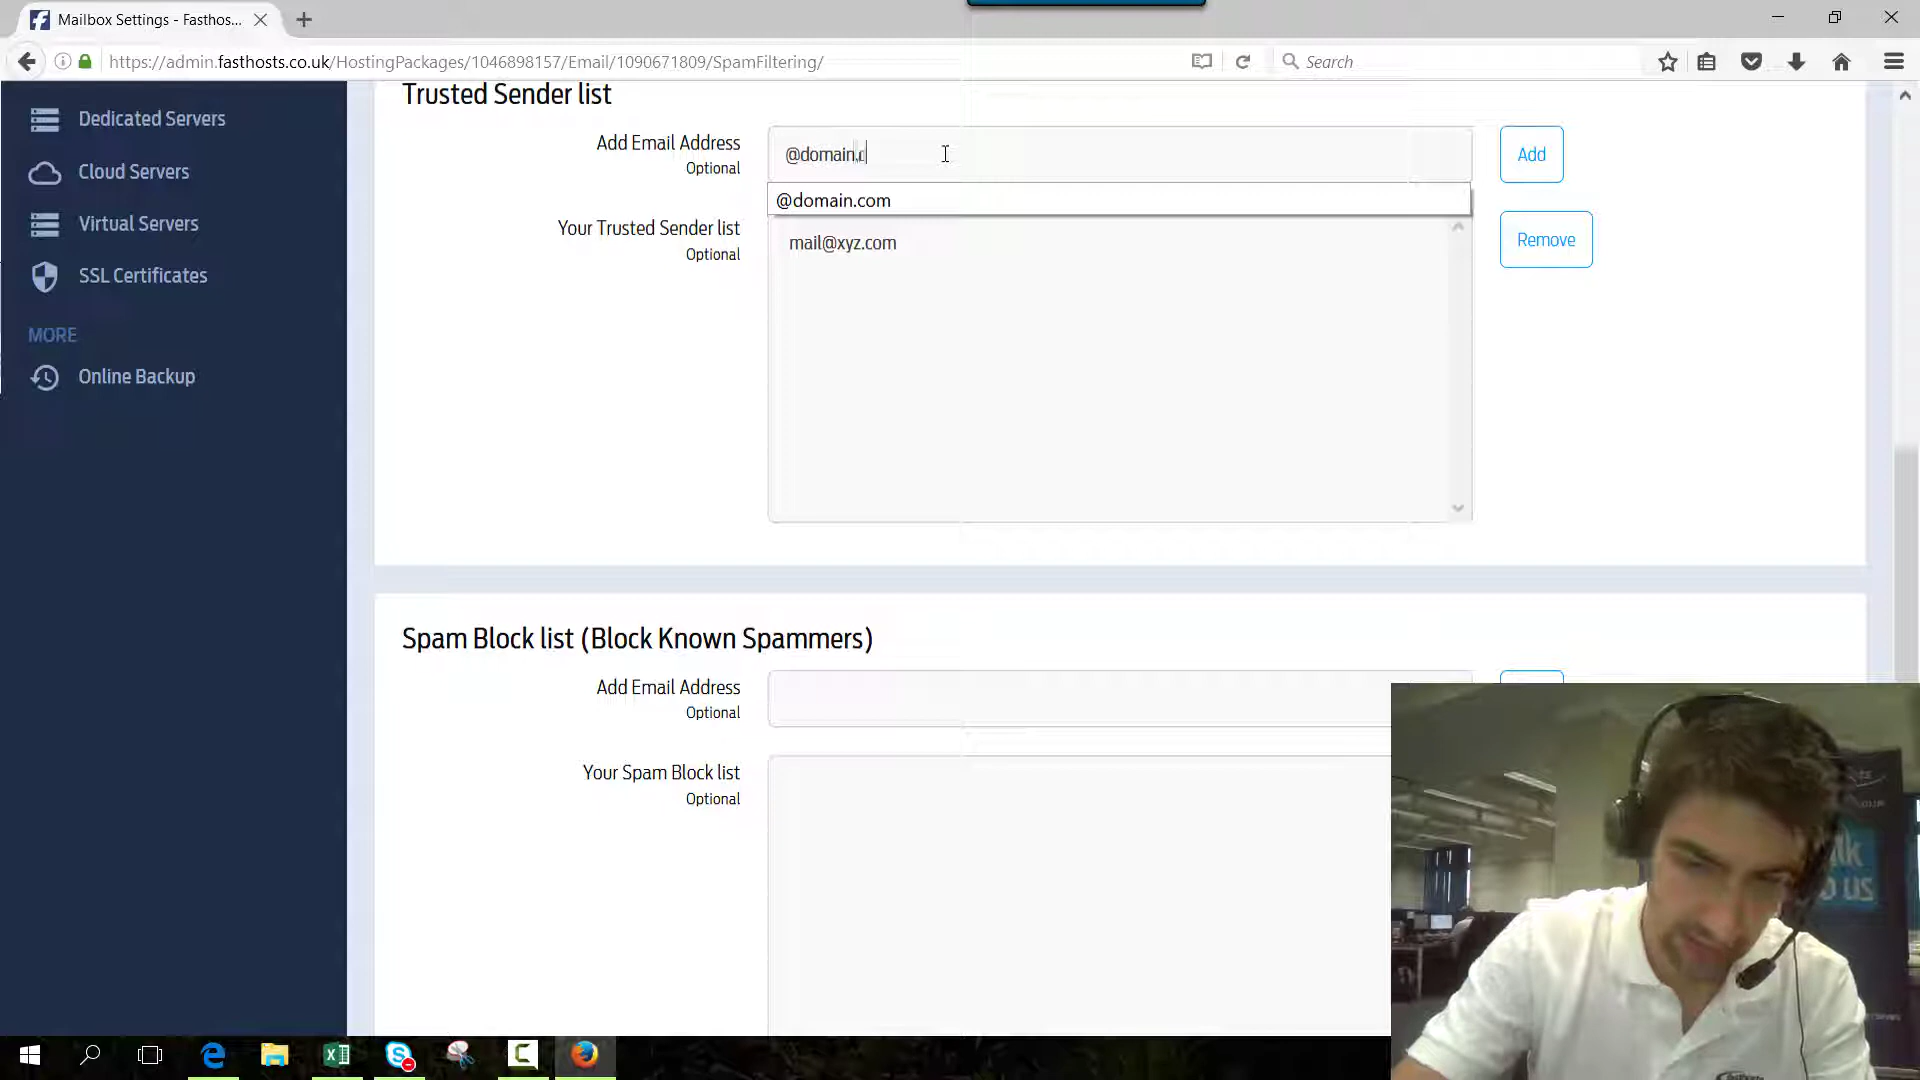 Mailbox Settings - Fasthos...
https://admin.fasthosts.co.uk/HostingPackages/1046898157/Email/1090671809/SpamFiltering/
Search
Dedicated Servers
Cloud Servers
Virtual Servers
SSL Certificates
MORE
Online Backup
Trusted Sender list
Add Email Address
Optional
@domain.c
Add
@domain.com
Your Trusted Sender list
Optional
mail@xyz.com
Remove
Spam Block list (Block Known Spammers)
Add Email Address
Optional
Your Spam Block list
Optional
us